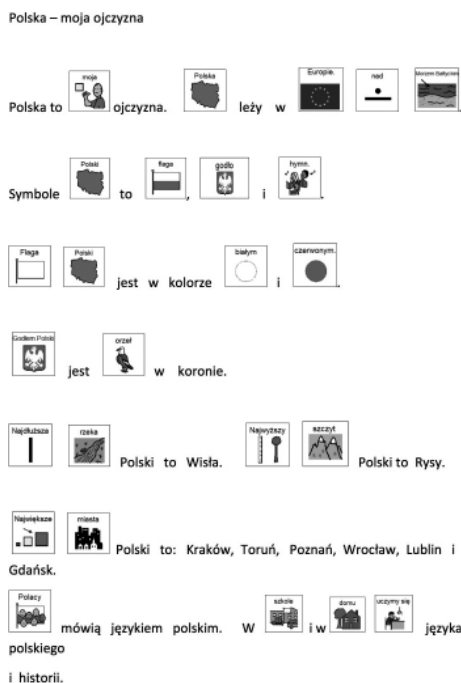 Polska – moja ojczyzna
Polska to moja ojczyzna. Polska leży w Europie. nad Morzem Bałtyckim
Symbole Polski to flaga, godło i hymn.
Flaga Polski jest w kolorze białym i czerwonym.
Godłem Polski jest orzeł w koronie.
Najdłuższa rzeka Polski to Wisła. Najwyższy szczyt Polski to Rysy.
Największe miasta Polski to: Kraków, Toruń, Poznań, Wrocław, Lublin i
Gdańsk.
Polacy mówią językiem polskim. W szkole i w domu uczymy się języka
polskiego
i historii.